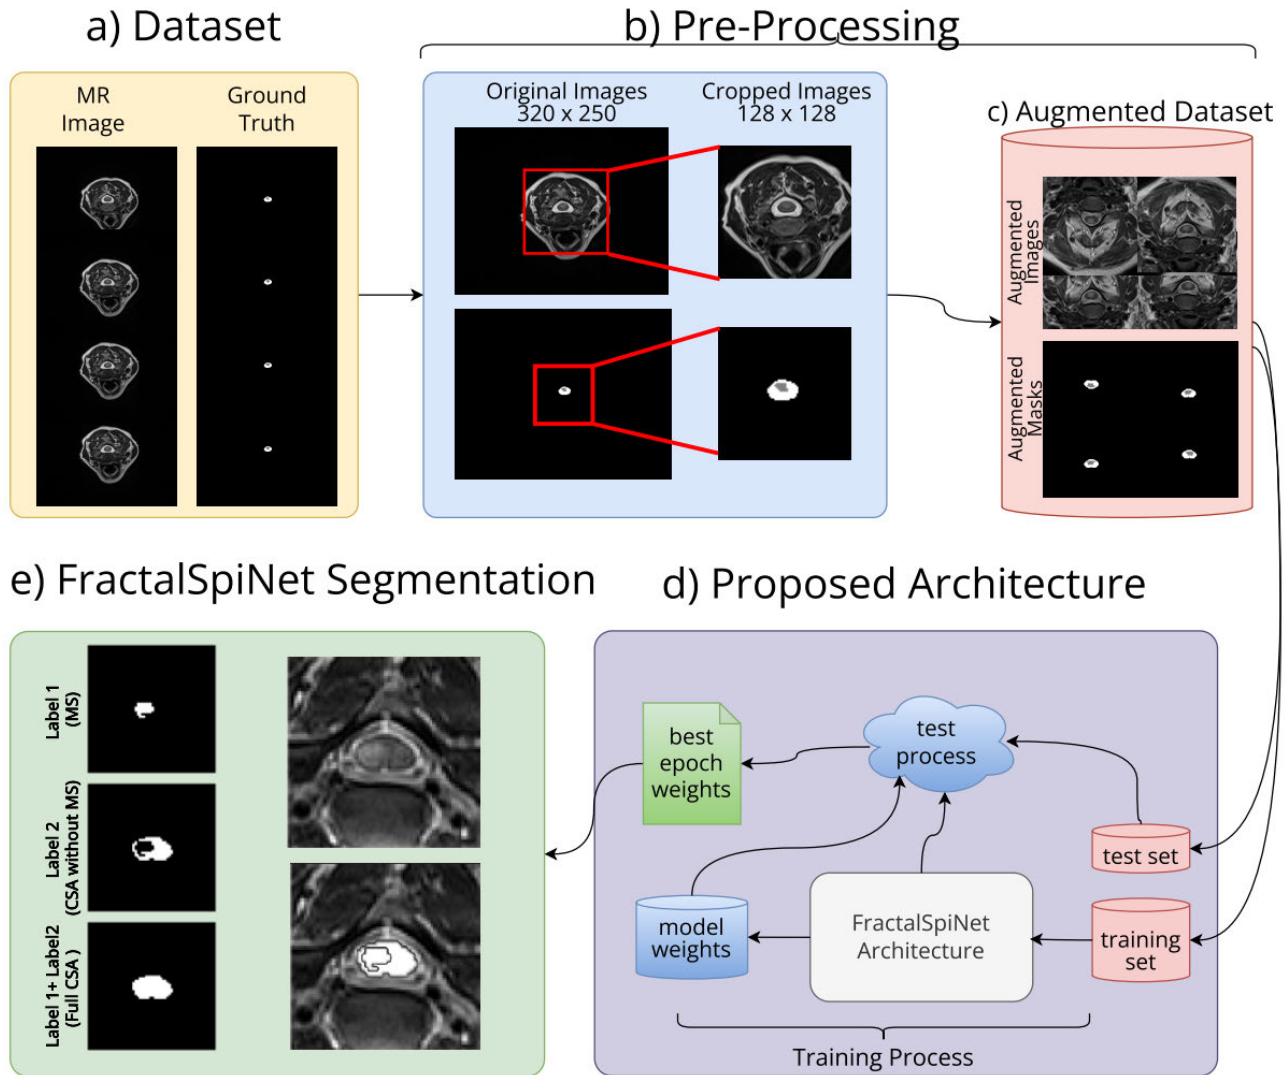 a) Dataset
b) Pre-Processing
MR
Image
Ground
Truth
Original Images
320 x 250
Cropped Images
128 x 128
c) Augmented Dataset
Augmented
Images
Augmented
Masks
e) FractalSpiNet Segmentation
d) Proposed Architecture
Label 1
(MS)
Label 2
(CSA without MS)
Label 1+ Label2
(Full CSA )
best
epoch
weights
test
process
test set
model
weights
FractalSpiNet
Architecture
training
set
Training Process